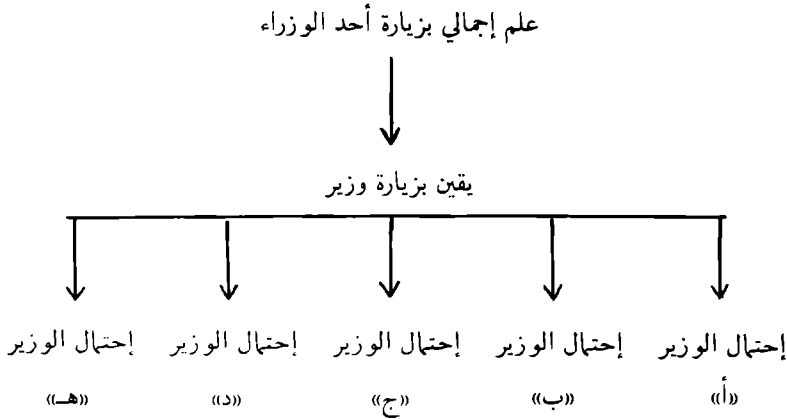 علم إجمالي بزيارة أحد الوزراء
يقين بزيارة وزير
إحتمال الوزير إحتمال الوزير إحتمال الوزير إحتمال الوزير إحتمال الوزير
«أ» «ب» «ج» «د» «هـ»